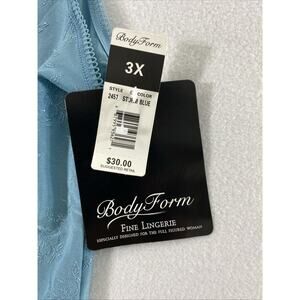 BodyForm
3X
STYLE COLOR
2457 BLUE
$30.00
SUGGESTED RETAIL
BodyForm
FINE LINGERIE
ESPECIALLY DESIGNED FOR THE FULL FIGURED WOMAN